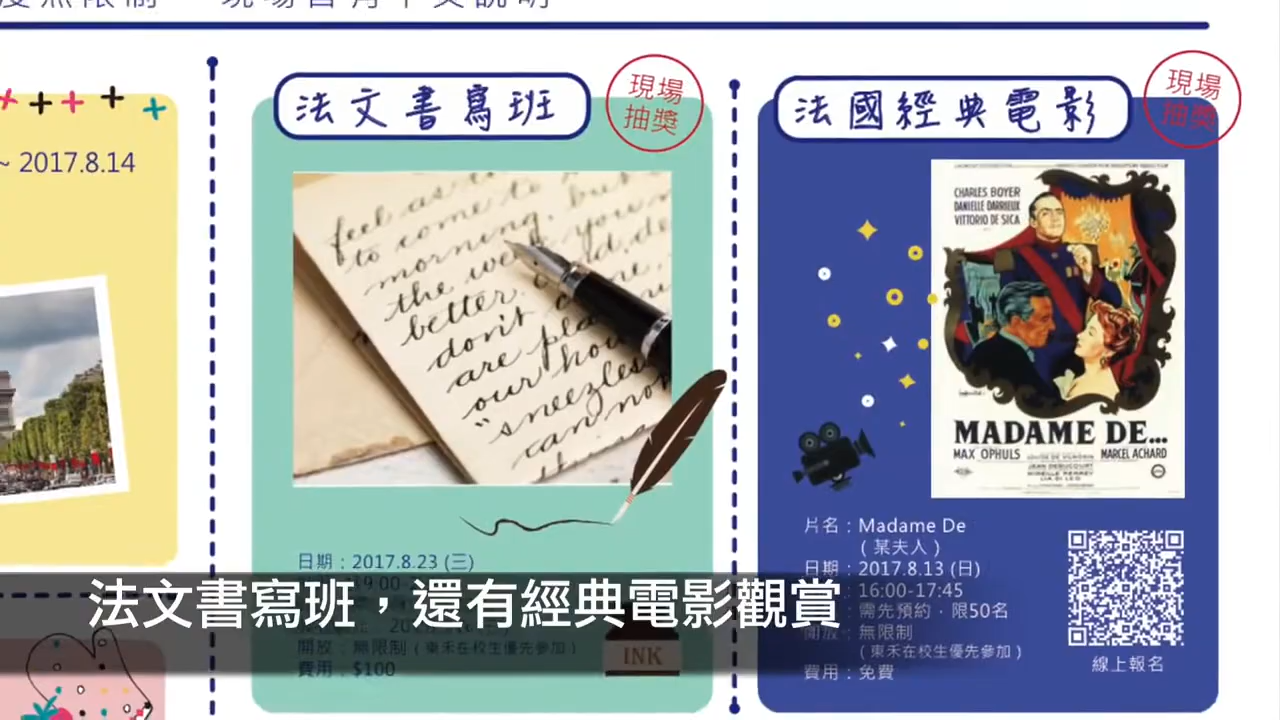 ~ 2017.8.14
法文書寫班
現場
抽獎
feel as
to come to
morning. but
the we
better.
don't
are pla
our hou
"sneezles
can no
日期：2017.8.23 (三)
開放：無限制 ( 東禾在校生優先參加 )
費用：$100
INK
法國經典電影
現場
抽獎
CHARLES BOYER
DANIELLE DARRIEUX
VITTORIO DE SICA
MADAME DE...
MAX OPHULS
MARCEL ACHARD
片名：Madame De
( 某夫人 )
日期：2017.8.13 (日)
16:00-17:45
需先預約，限50名
開放：無限制
( 東禾在校生優先參加 )
費用：免費
線上報名
法文書寫班，還有經典電影觀賞